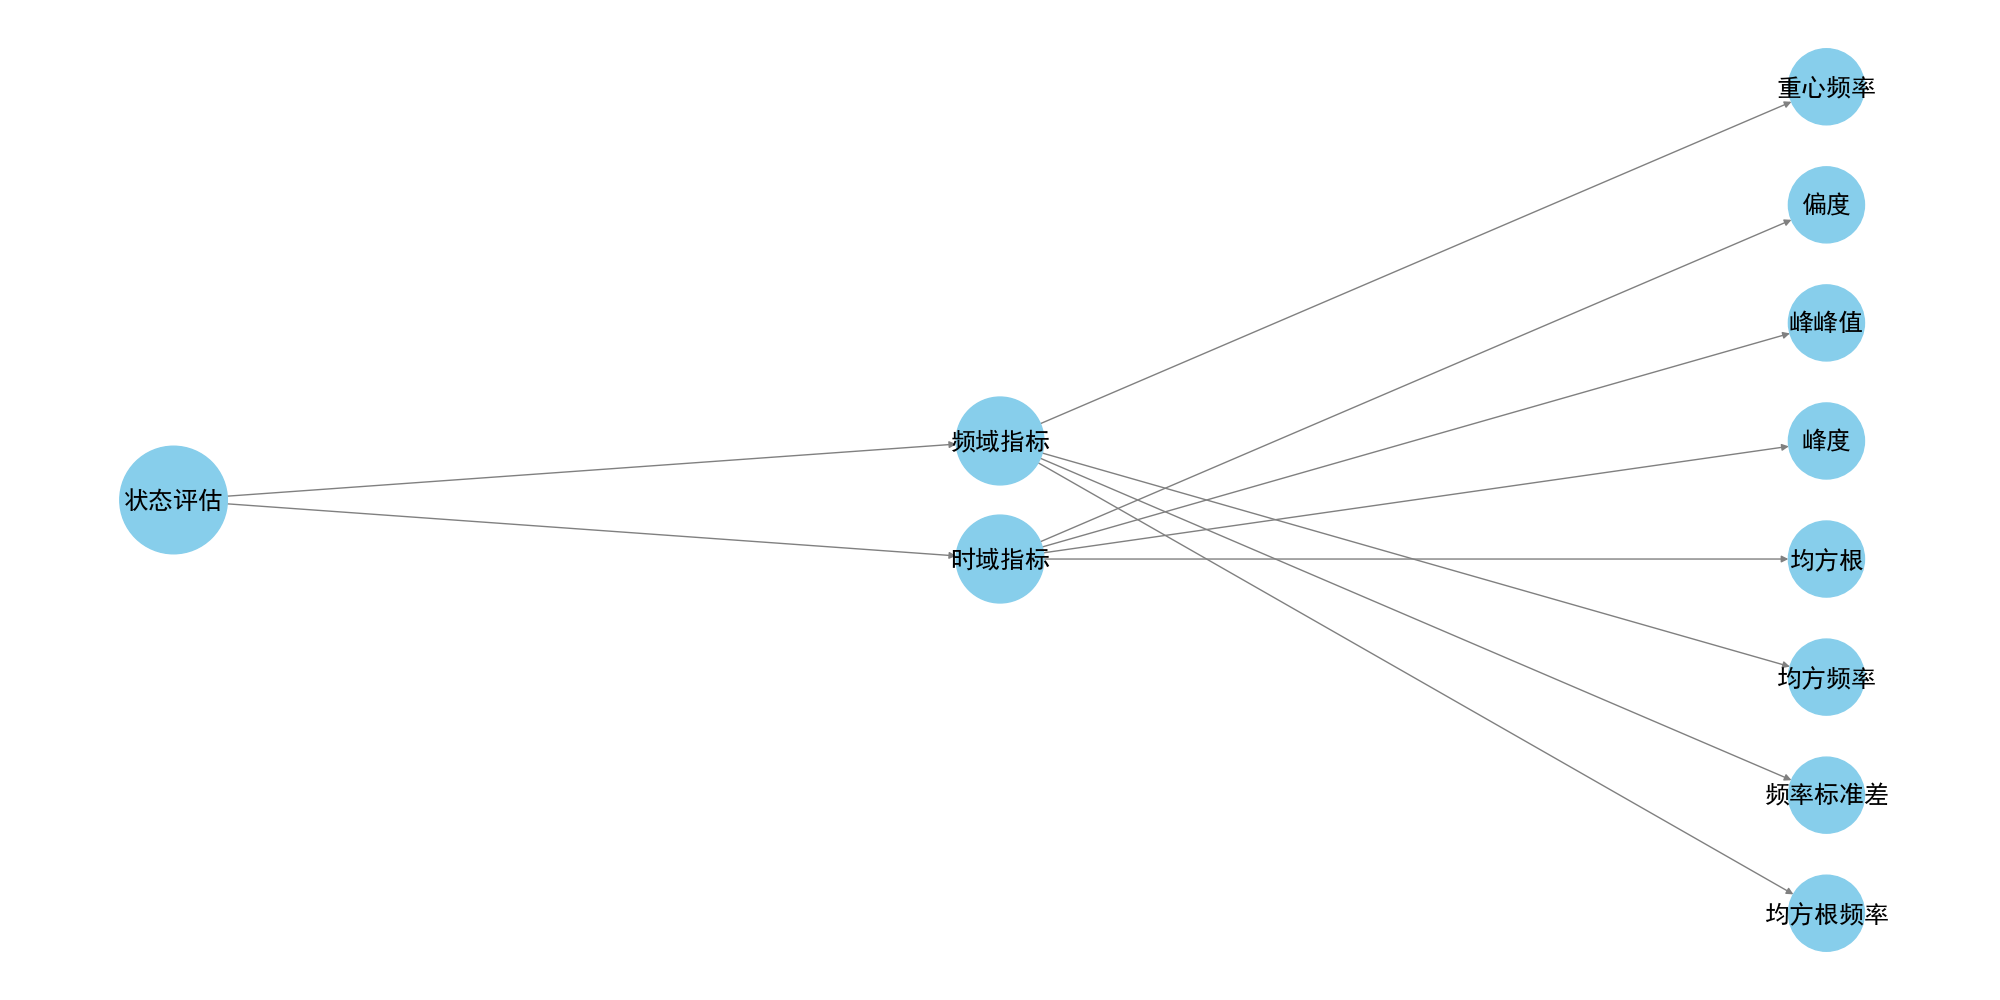 状态评估
频域指标
时域指标
重心频率
偏度
峰峰值
峰度
均方根
均方频率
频率标准差
均方根频率